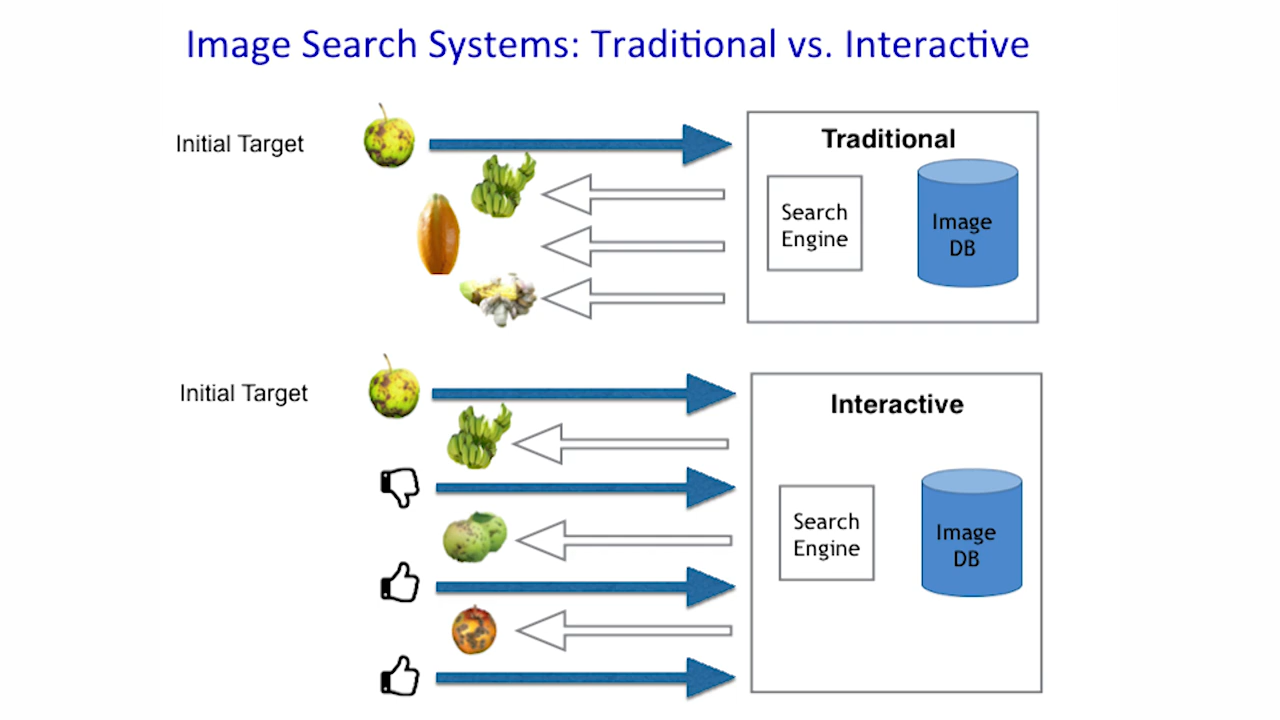 Image Search Systems: Traditional vs. Interactive
Initial Target
Traditional
Search
Engine
Image
DB
Initial Target
Interactive
Search
Engine
Image
DB